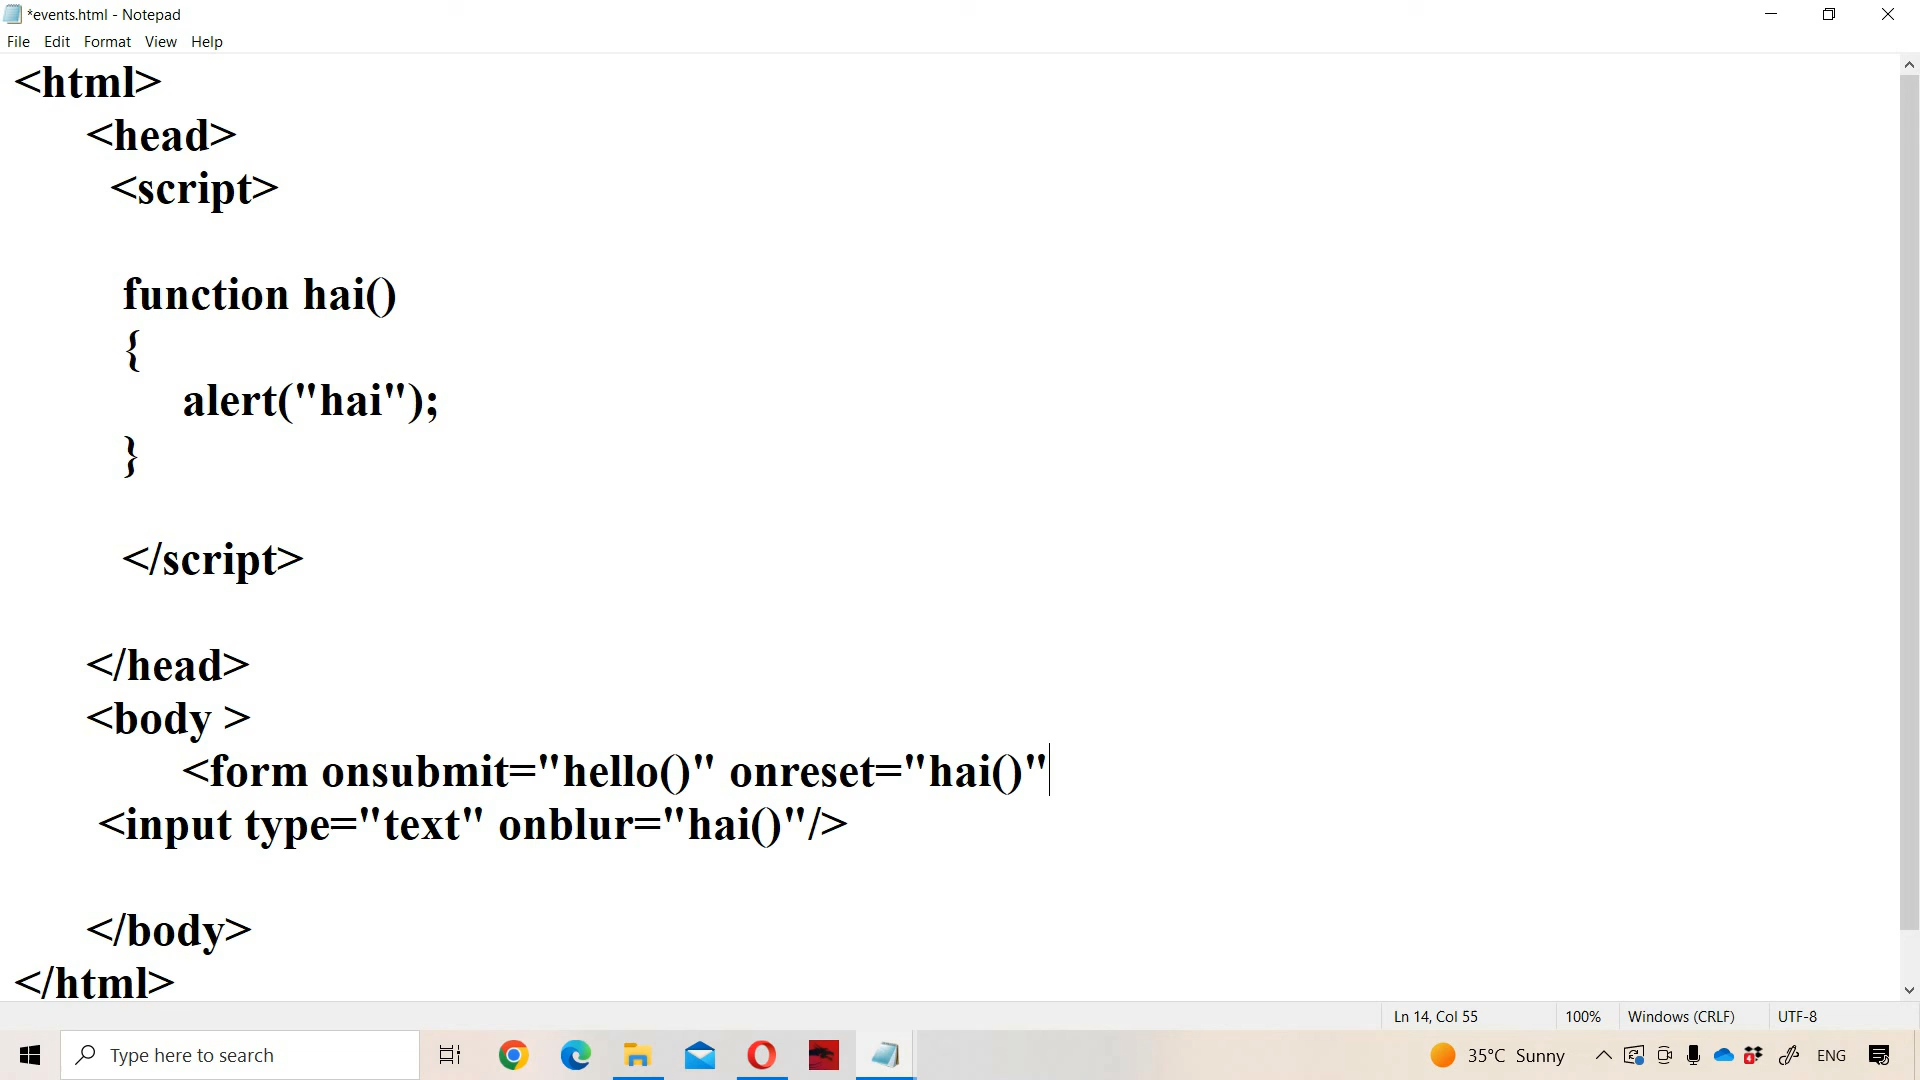 *events.html - Notepad
File Edit Format View Help
<html>
<head>
<script>
function hai()
{
alert("hai");
}
</script>
</head>
<body >
<form onsubmit="hello()" onreset="hai()"
<input type="text" onblur="hai()"/>
</body>
</html>
Ln 14, Col 55 100% Windows (CRLF) UTF-8
Type here to search 35°C Sunny ENG